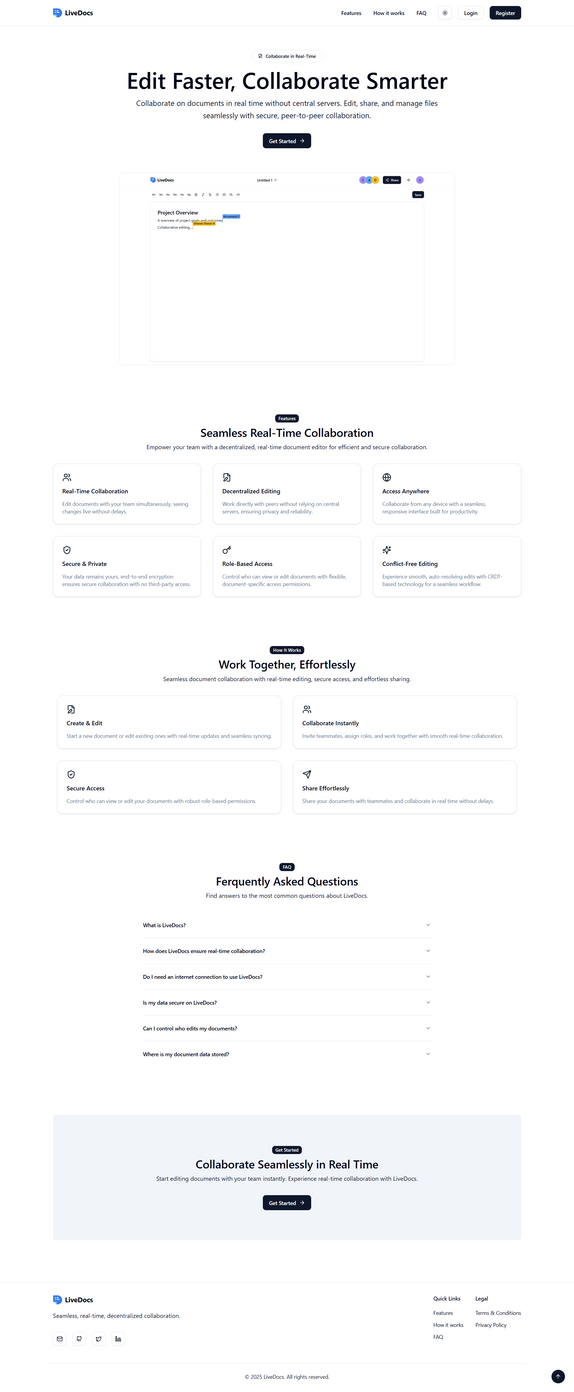 LiveDocs
Features How it works FAQ Login Register
Collaborate in Real-Time
Edit Faster, Collaborate Smarter
Collaborate on documents in real time without central servers. Edit, share, and manage files
seamlessly with secure, peer-to-peer collaboration.
Get Started
LiveDocs Untitled 1 Share
Save
Project Overview
A overview of project goals and outcomes
Collaborative editing...
Features
Seamless Real-Time Collaboration
Empower your team with a decentralized, real-time document editor for efficient and secure collaboration.
Real-Time Collaboration
Edit documents with your team simultaneously, seeing
changes live without delays.
Decentralized Editing
Work directly with peers without relying on central
servers, ensuring privacy and reliability.
Access Anywhere
Collaborate from any device with a seamless,
responsive interface built for productivity.
Secure & Private
Your data remains yours, end-to-end encryption
ensures secure collaboration with no third-party access.
Role-Based Access
Control who can view or edit documents with flexible,
document-specific access permissions.
Conflict-Free Editing
Experience smooth, auto-resolving edits with CRDT-
based technology for a seamless workflow.
How It Works
Work Together, Effortlessly
Seamless document collaboration with real-time editing, secure access, and effortless sharing.
Create & Edit
Start a new document or edit existing ones with real-time updates and seamless syncing.
Collaborate Instantly
Invite teammates, assign roles, and work together with smooth real-time collaboration.
Secure Access
Control who can view or edit your documents with robust role-based permissions.
Share Effortlessly
Share your documents with teammates and collaborate in real time without delays.
FAQ
Ferquently Asked Questions
Find answers to the most common questions about LiveDocs.
What is LiveDocs?
How does LiveDocs ensure real-time collaboration?
Do I need an internet connection to use LiveDocs?
Is my data secure on LiveDocs?
Can I control who edits my documents?
Where is my document data stored?
Get Started
Collaborate Seamlessly in Real Time
Start editing documents with your team instantly. Experience real-time collaboration with LiveDocs.
Get Started
LiveDocs
Seamless, real-time, decentralized collaboration.
Quick Links
Features
How it works
FAQ
Legal
Terms & Conditions
Privacy Policy
© 2025 LiveDocs. All rights reserved.